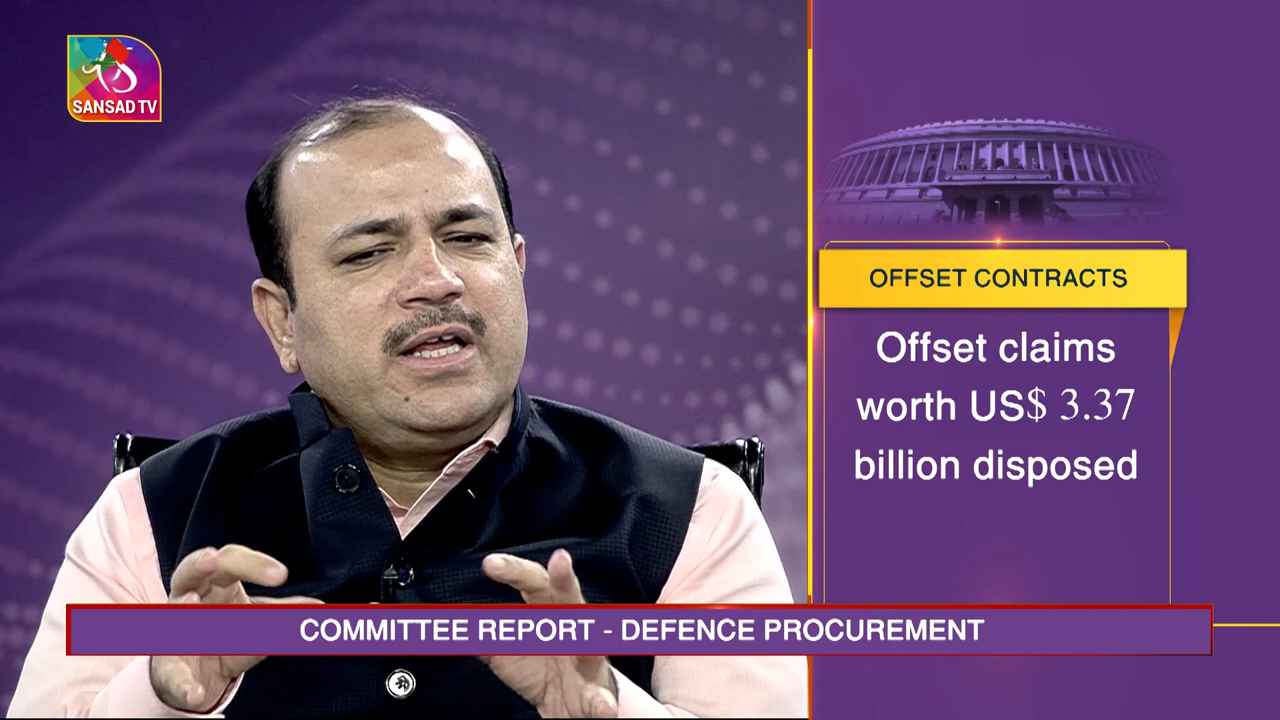 SANSAD TV
OFFSET CONTRACTS
Offset claims
worth US$ 3.37
billion disposed
COMMITTEE REPORT - DEFENCE PROCUREMENT